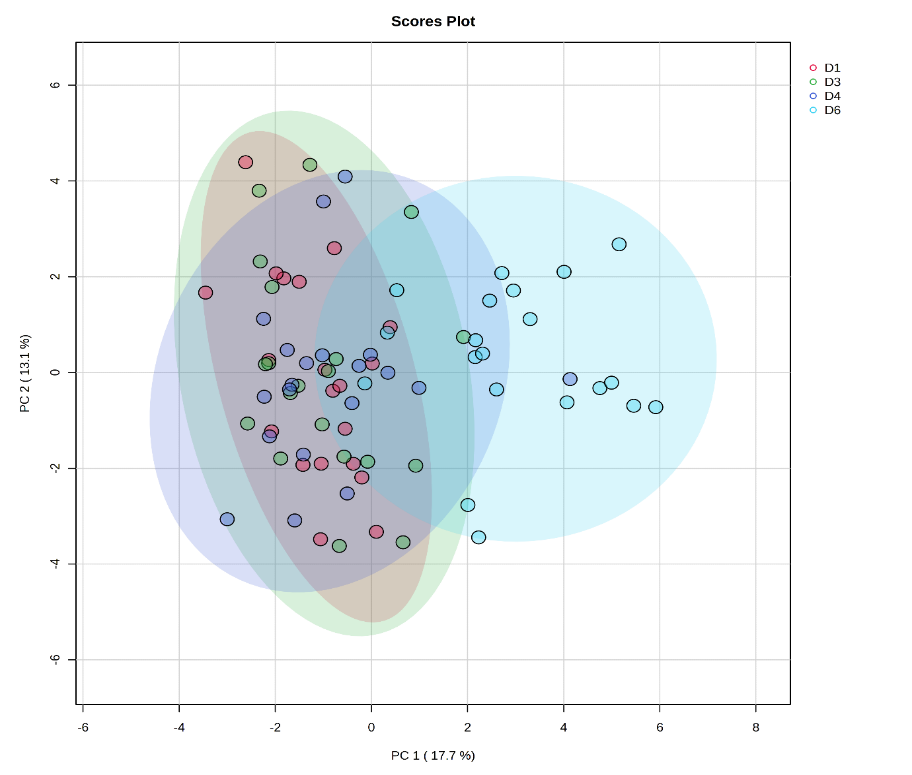 Scores Plot
D1
D3
D4
D6
6
4
2
0
-2
-4
-6
PC 2 ( 13.1 %)
-6 -4 -2 0 2 4 6 8
PC 1 ( 17.7 %)